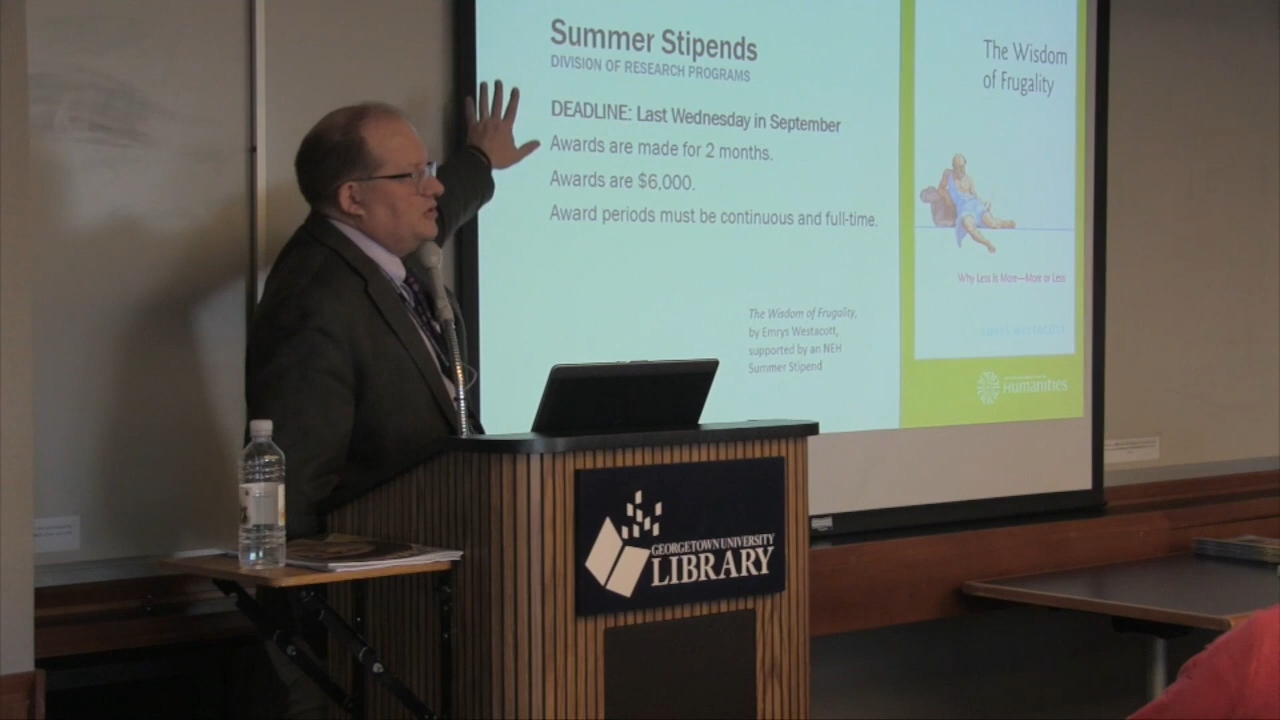 Summer Stipends
DIVISION OF RESEARCH PROGRAMS
DEADLINE: Last Wednesday in September
Awards are made for 2 months.
Awards are $6,000.
Award periods must be continuous and full-time.
The Wisdom of Frugality,
by Emrys Westacott,
supported by an NEH
Summer Stipend
The Wisdom
of Frugality
Why Less Is More—More or Less
EMRYS WESTACOTT
Humanities
GEORGETOWN UNIVERSITY
LIBRARY